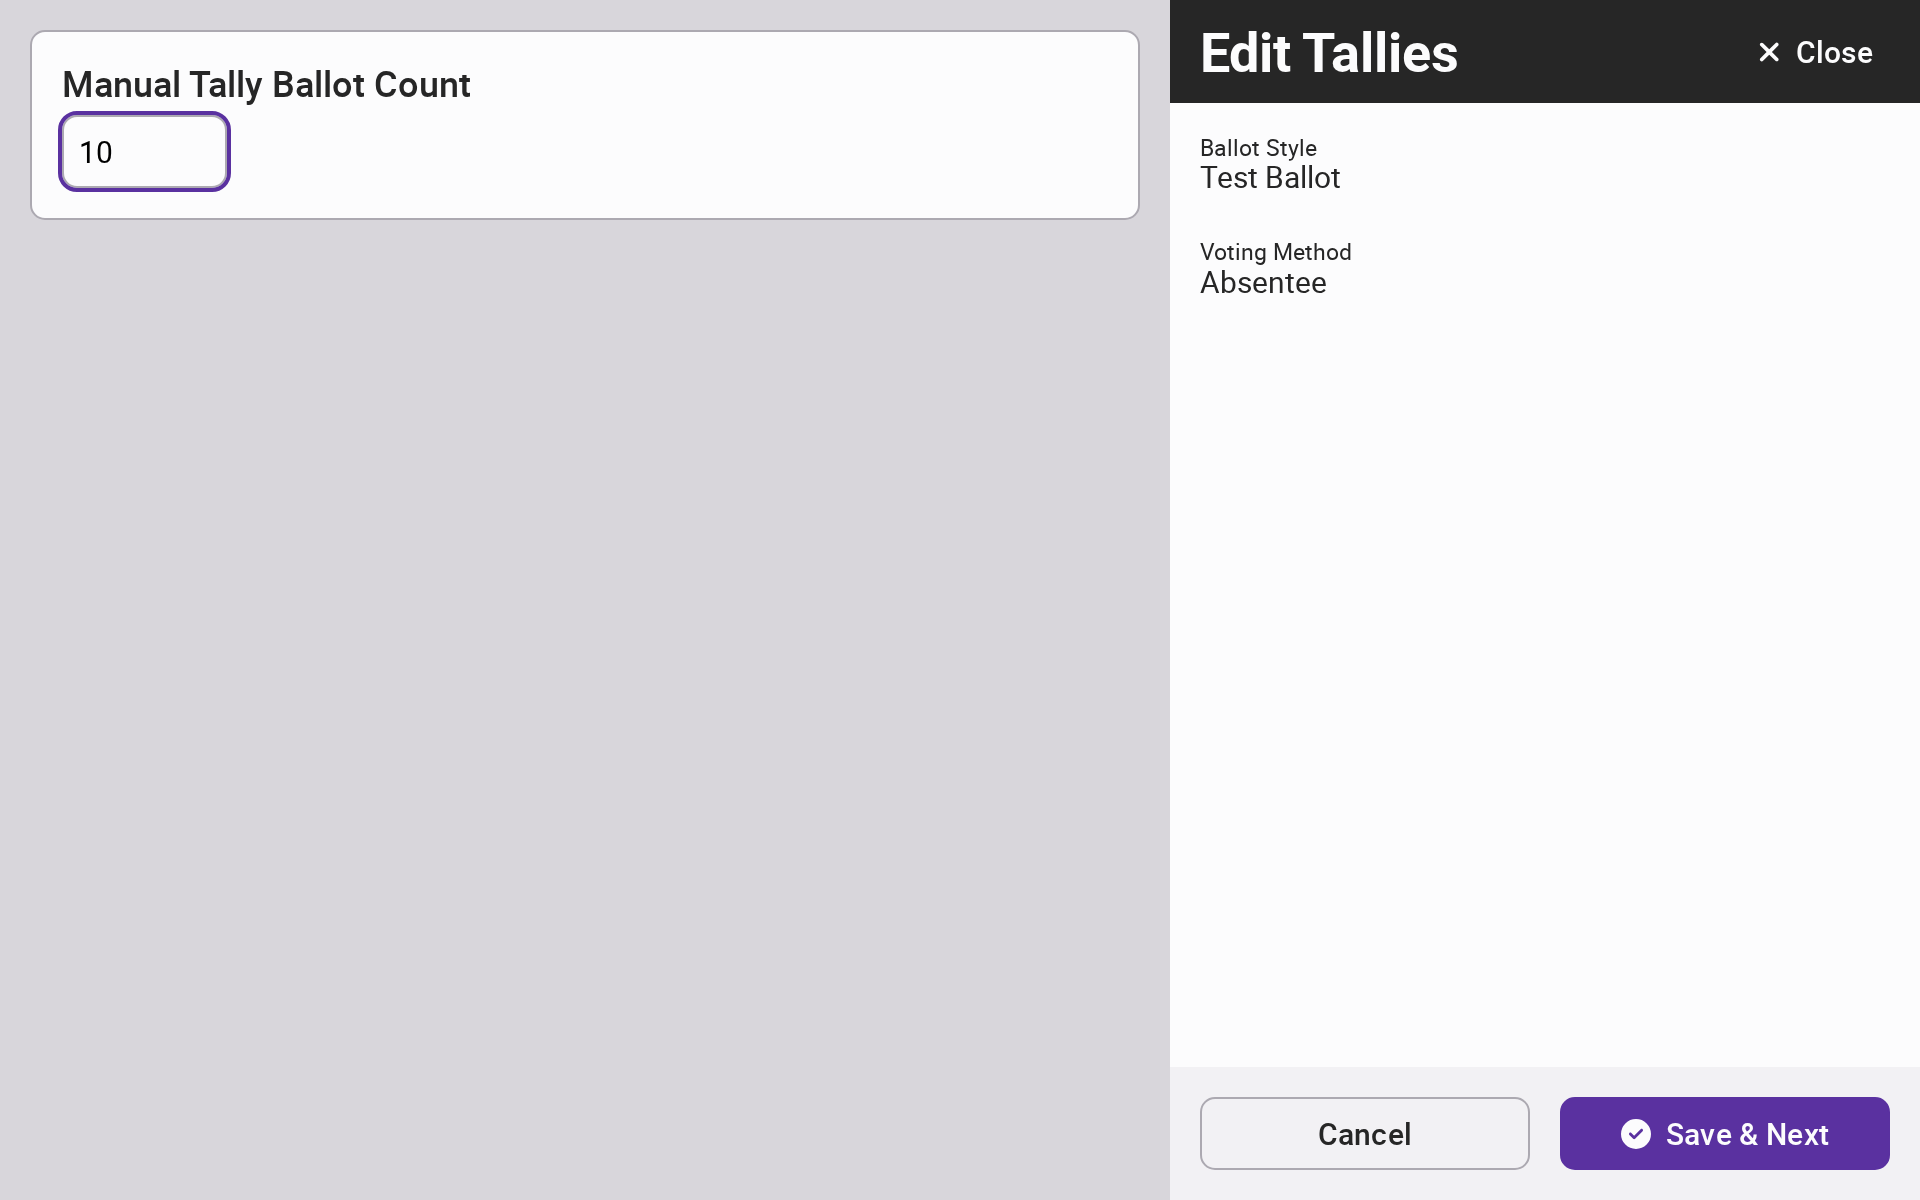 Manual Tally Ballot Count
10
Edit Tallies
Close
Ballot Style
Test Ballot
Voting Method
Absentee
Cancel
Save & Next